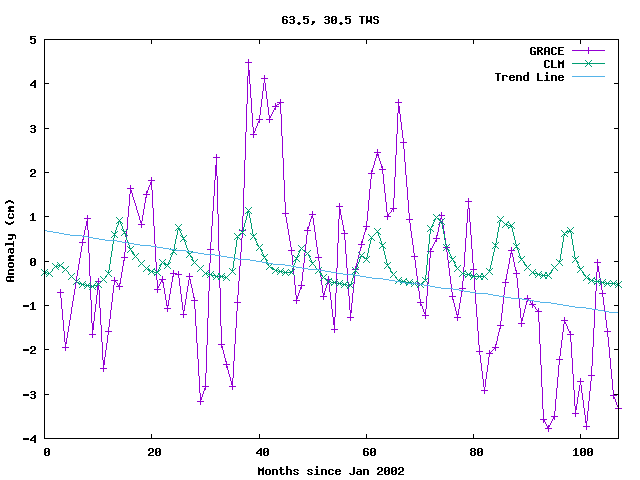 63.5, 30.5 TWS
GRACE
CLM
Trend Line
5
4
3
2
1
0
-1
-2
-3
-4
Anomaly (cm)
0 20 40 60 80 100
Months since Jan 2002